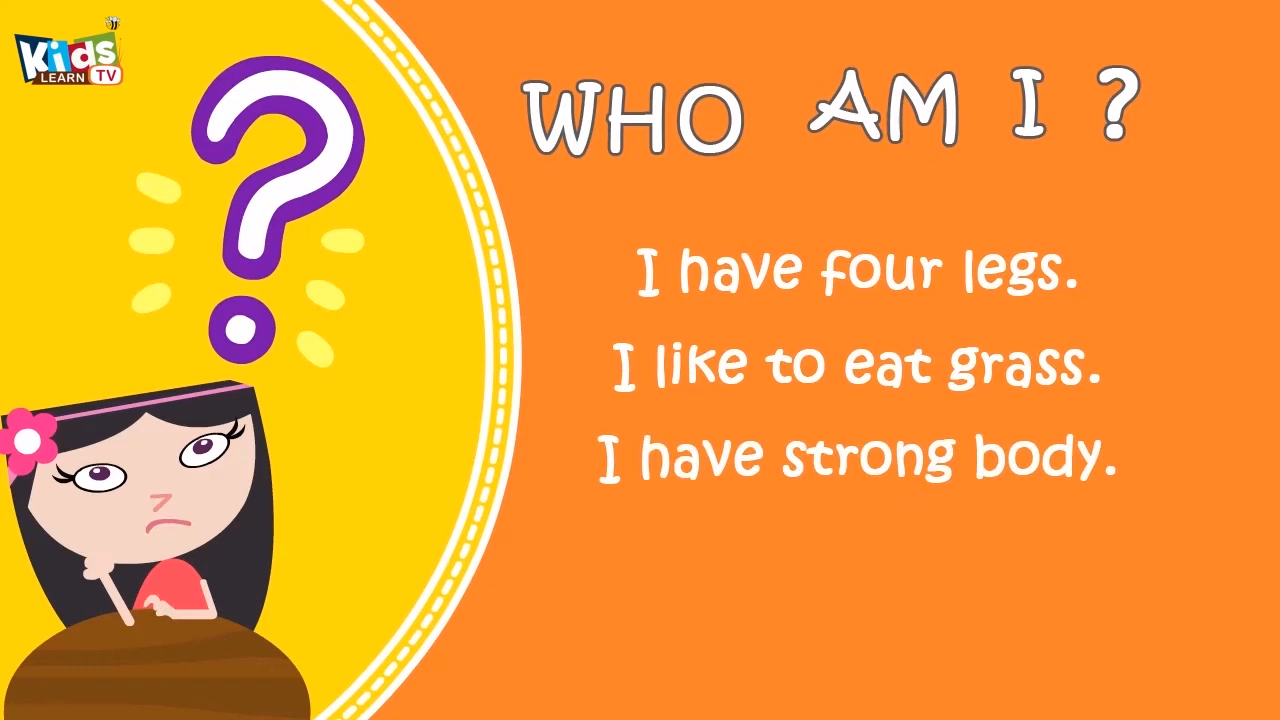 Kids
LEARN TV
WHO AM I ?
I have four legs.
I like to eat grass.
I have strong body.